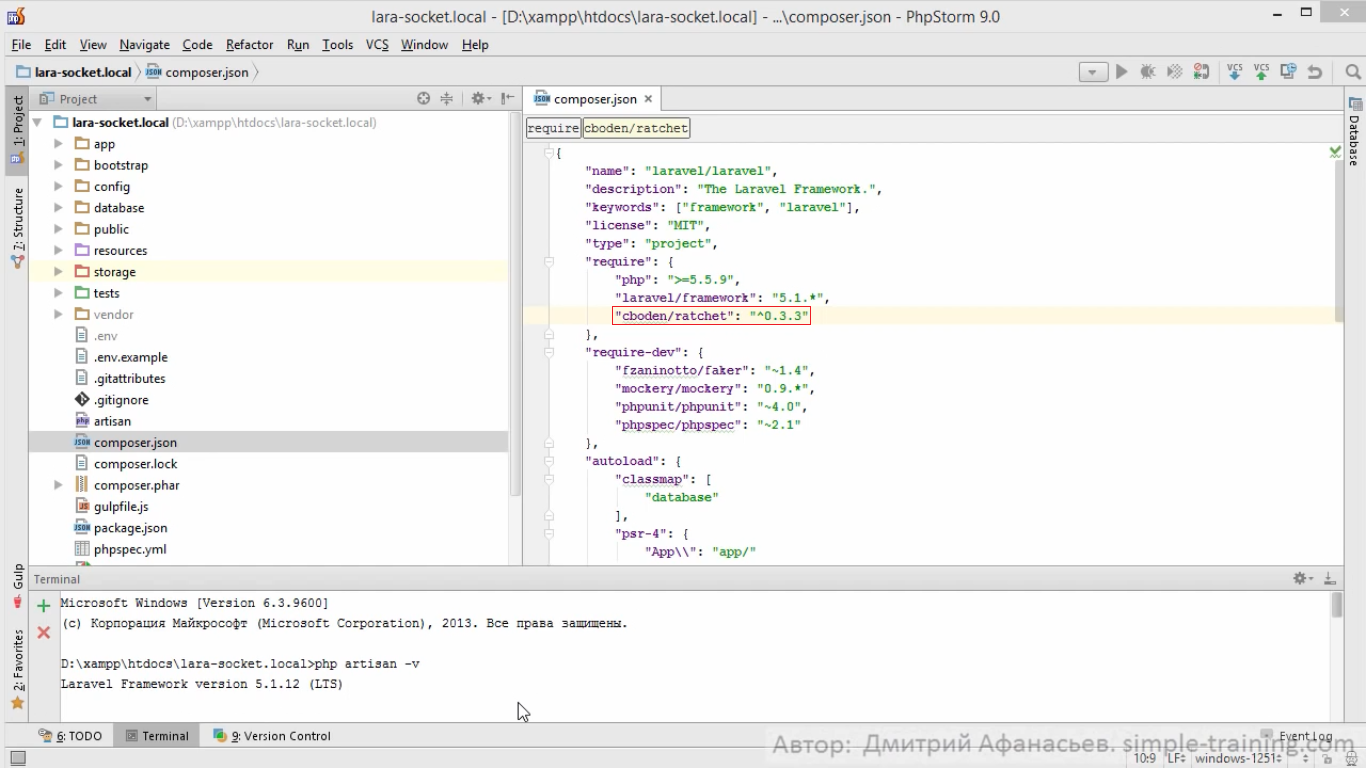 lara-socket.local - [D:\xampp\htdocs\lara-socket.local] - ...\composer.json - PhpStorm 9.0
File Edit View Navigate Code Refactor Run Tools VCS Window Help
lara-socket.local composer.json
VCS VCS
1: Project
7: Structure
Gulp
2: Favorites
Project
lara-socket.local (D:\xampp\htdocs\lara-socket.local)
app
bootstrap
config
database
public
resources
storage
tests
vendor
.env
.env.example
.gitattributes
.gitignore
artisan
composer.json
composer.lock
composer.phar
gulpfile.js
package.json
phpspec.yml
composer.json
require cboden/ratchet
{
"name": "laravel/laravel",
"description": "The Laravel Framework.",
"keywords": ["framework", "laravel"],
"license": "MIT",
"type": "project",
"require": {
"php": ">=5.5.9",
"laravel/framework": "5.1.*",
"cboden/ratchet": "^0.3.3"
},
"require-dev": {
"fzaninotto/faker": "~1.4",
"mockery/mockery": "0.9.*",
"phpunit/phpunit": "~4.0",
"phpspec/phpspec": "~2.1"
},
"autoload": {
"classmap": [
"database"
],
"psr-4": {
"App\\": "app/"
Database
Terminal
Microsoft Windows [Version 6.3.9600]
(c) Корпорация Майкрософт (Microsoft Corporation), 2013. Все права защищены.
D:\xampp\htdocs\lara-socket.local>php artisan -v
Laravel Framework version 5.1.12 (LTS)
6: TODO Terminal 9: Version Control Event Log
Автор: Дмитрий Афанасьев. simple-training.com
10:9 LF windows-1251